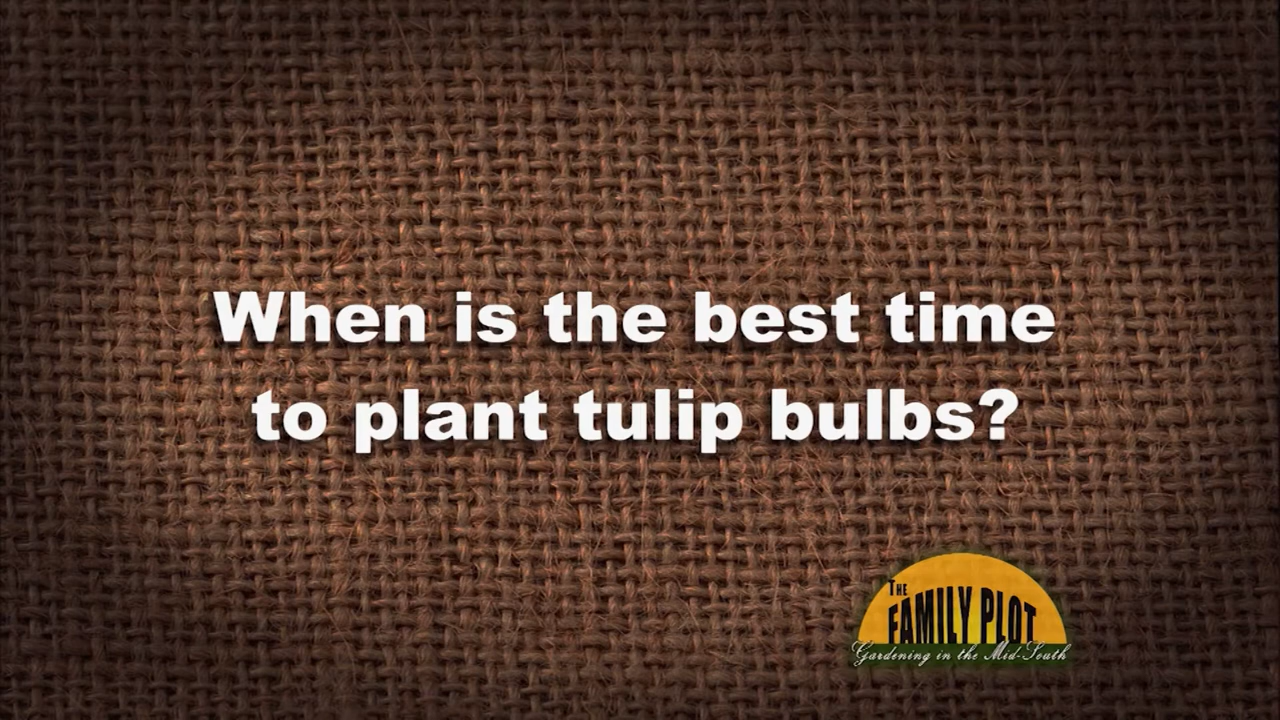 When is the best time
to plant tulip bulbs?
THE
FAMILY PLOT
Gardening in the Mid-South